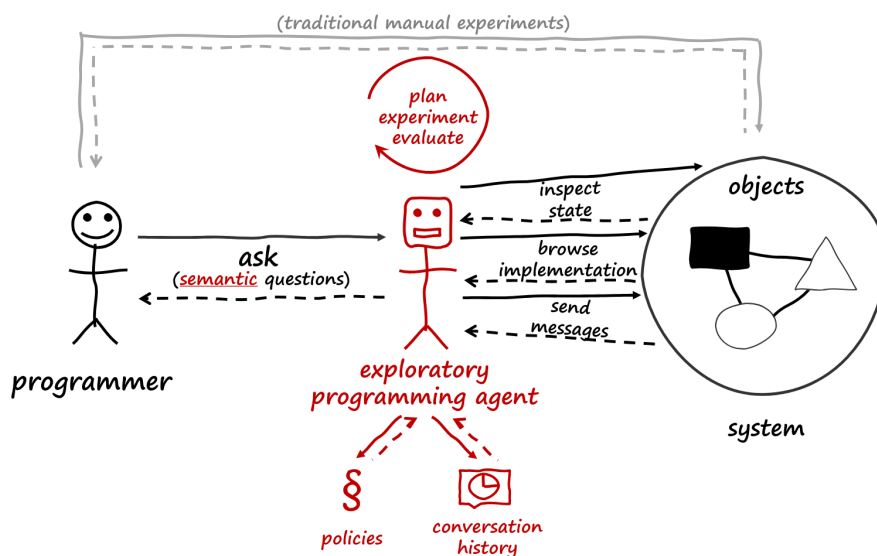 (traditional manual experiments)
plan
experiment
evaluate
objects
inspect
state
browse
implementation
ask
(semantic questions)
send
messages
programmer
exploratory
programming agent
system
§
policies
conversation
history